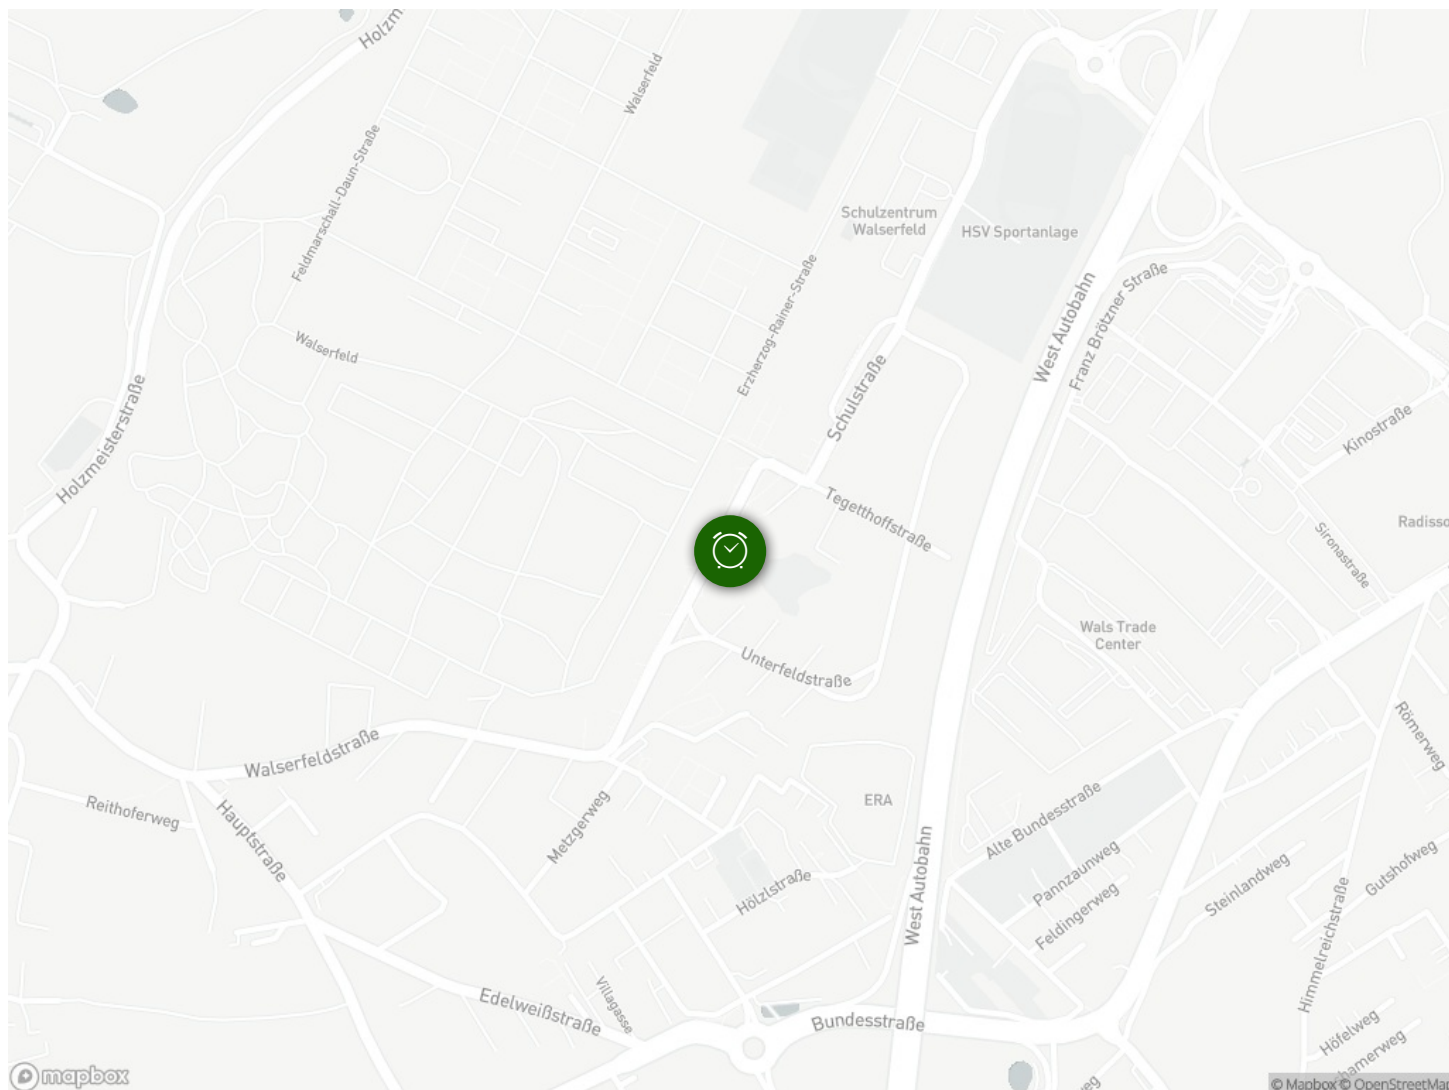 Holzm
Walserfeld
Feldmarschall-Daun-Straße
Schulzentrum
Walserfeld
HSV Sportanlage
Erzherzog-Rainer-Straße
West Autobahn
Franz Brötzner Straße
Walserfeld
Holzmeisterstraße
Schulstraße
Kinostraße
Tegetthoffstraße
Radisso
Sironastraße
Wals Trade
Center
Unterfeldstraße
Römerweg
Walserfeldstraße
Reithoferweg
Hauptstraße
Metzgerweg
ERA
Alte Bundesstraße
Pannzaunweg
Feldingerweg
Steinlandweg
Gutshofweg
Hölzlstraße
West Autobahn
Himmelreichstraße
Edelweißstraße
Villagasse
Bundesstraße
Höfelweg
hamerweg
eg
mapbox
© Mapbox © OpenStreetMa